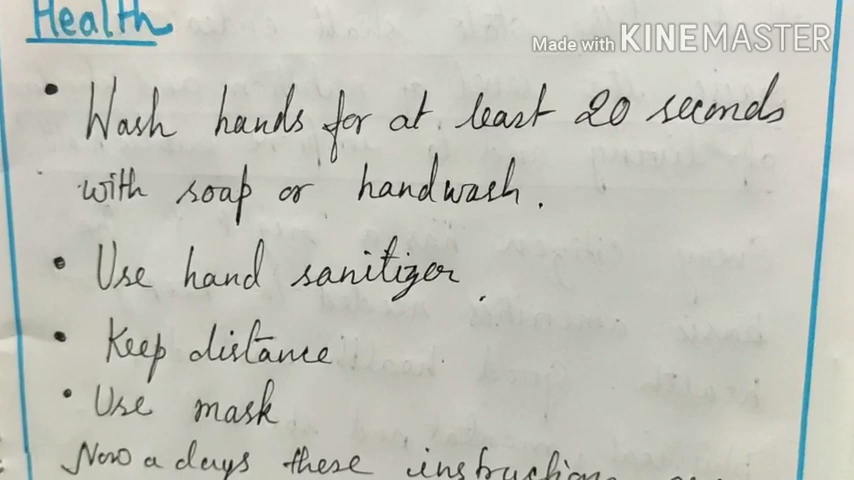 Health
Made with KINEMASTER
• Wash hands for at least 20 seconds
with soap or handwash.
• Use hand sanitizer.
• Keep distance
• Use mask
Now a days these instructions